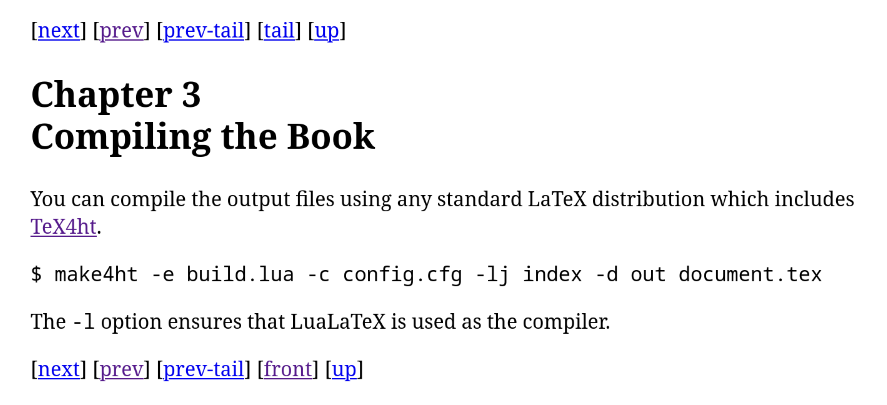 [next] [prev] [prev-tail] [tail] [up]
Chapter 3
Compiling the Book
You can compile the output files using any standard LaTeX distribution which includes
TeX4ht.
$ make4ht -e build.lua -c config.cfg -lj index -d out document.tex
The -l option ensures that LuaLaTeX is used as the compiler.
[next] [prev] [prev-tail] [front] [up]